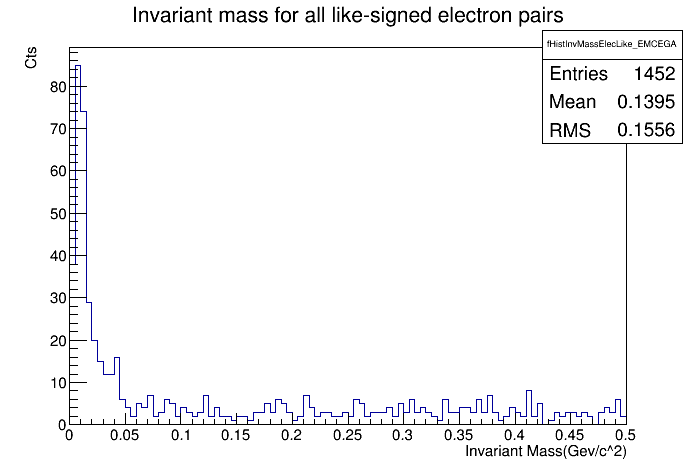 Invariant mass for all like-signed electron pairs
fHistInvMassElecLike_EMCEGA
Entries 1452
Mean 0.1395
RMS 0.1556
Cts
80
70
60
50
40
30
20
10
0
0 0.05 0.1 0.15 0.2 0.25 0.3 0.35 0.4 0.45 0.5
Invariant Mass(Gev/c^2)